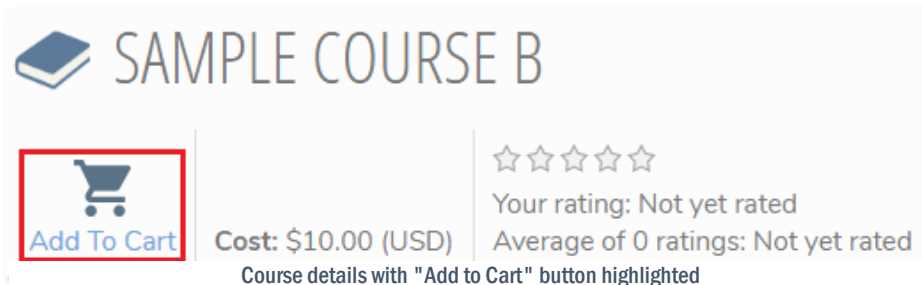 SAMPLE COURSE B
Add To Cart
Cost: $10.00 (USD)
Your rating: Not yet rated
Average of 0 ratings: Not yet rated
Course details with "Add to Cart" button highlighted